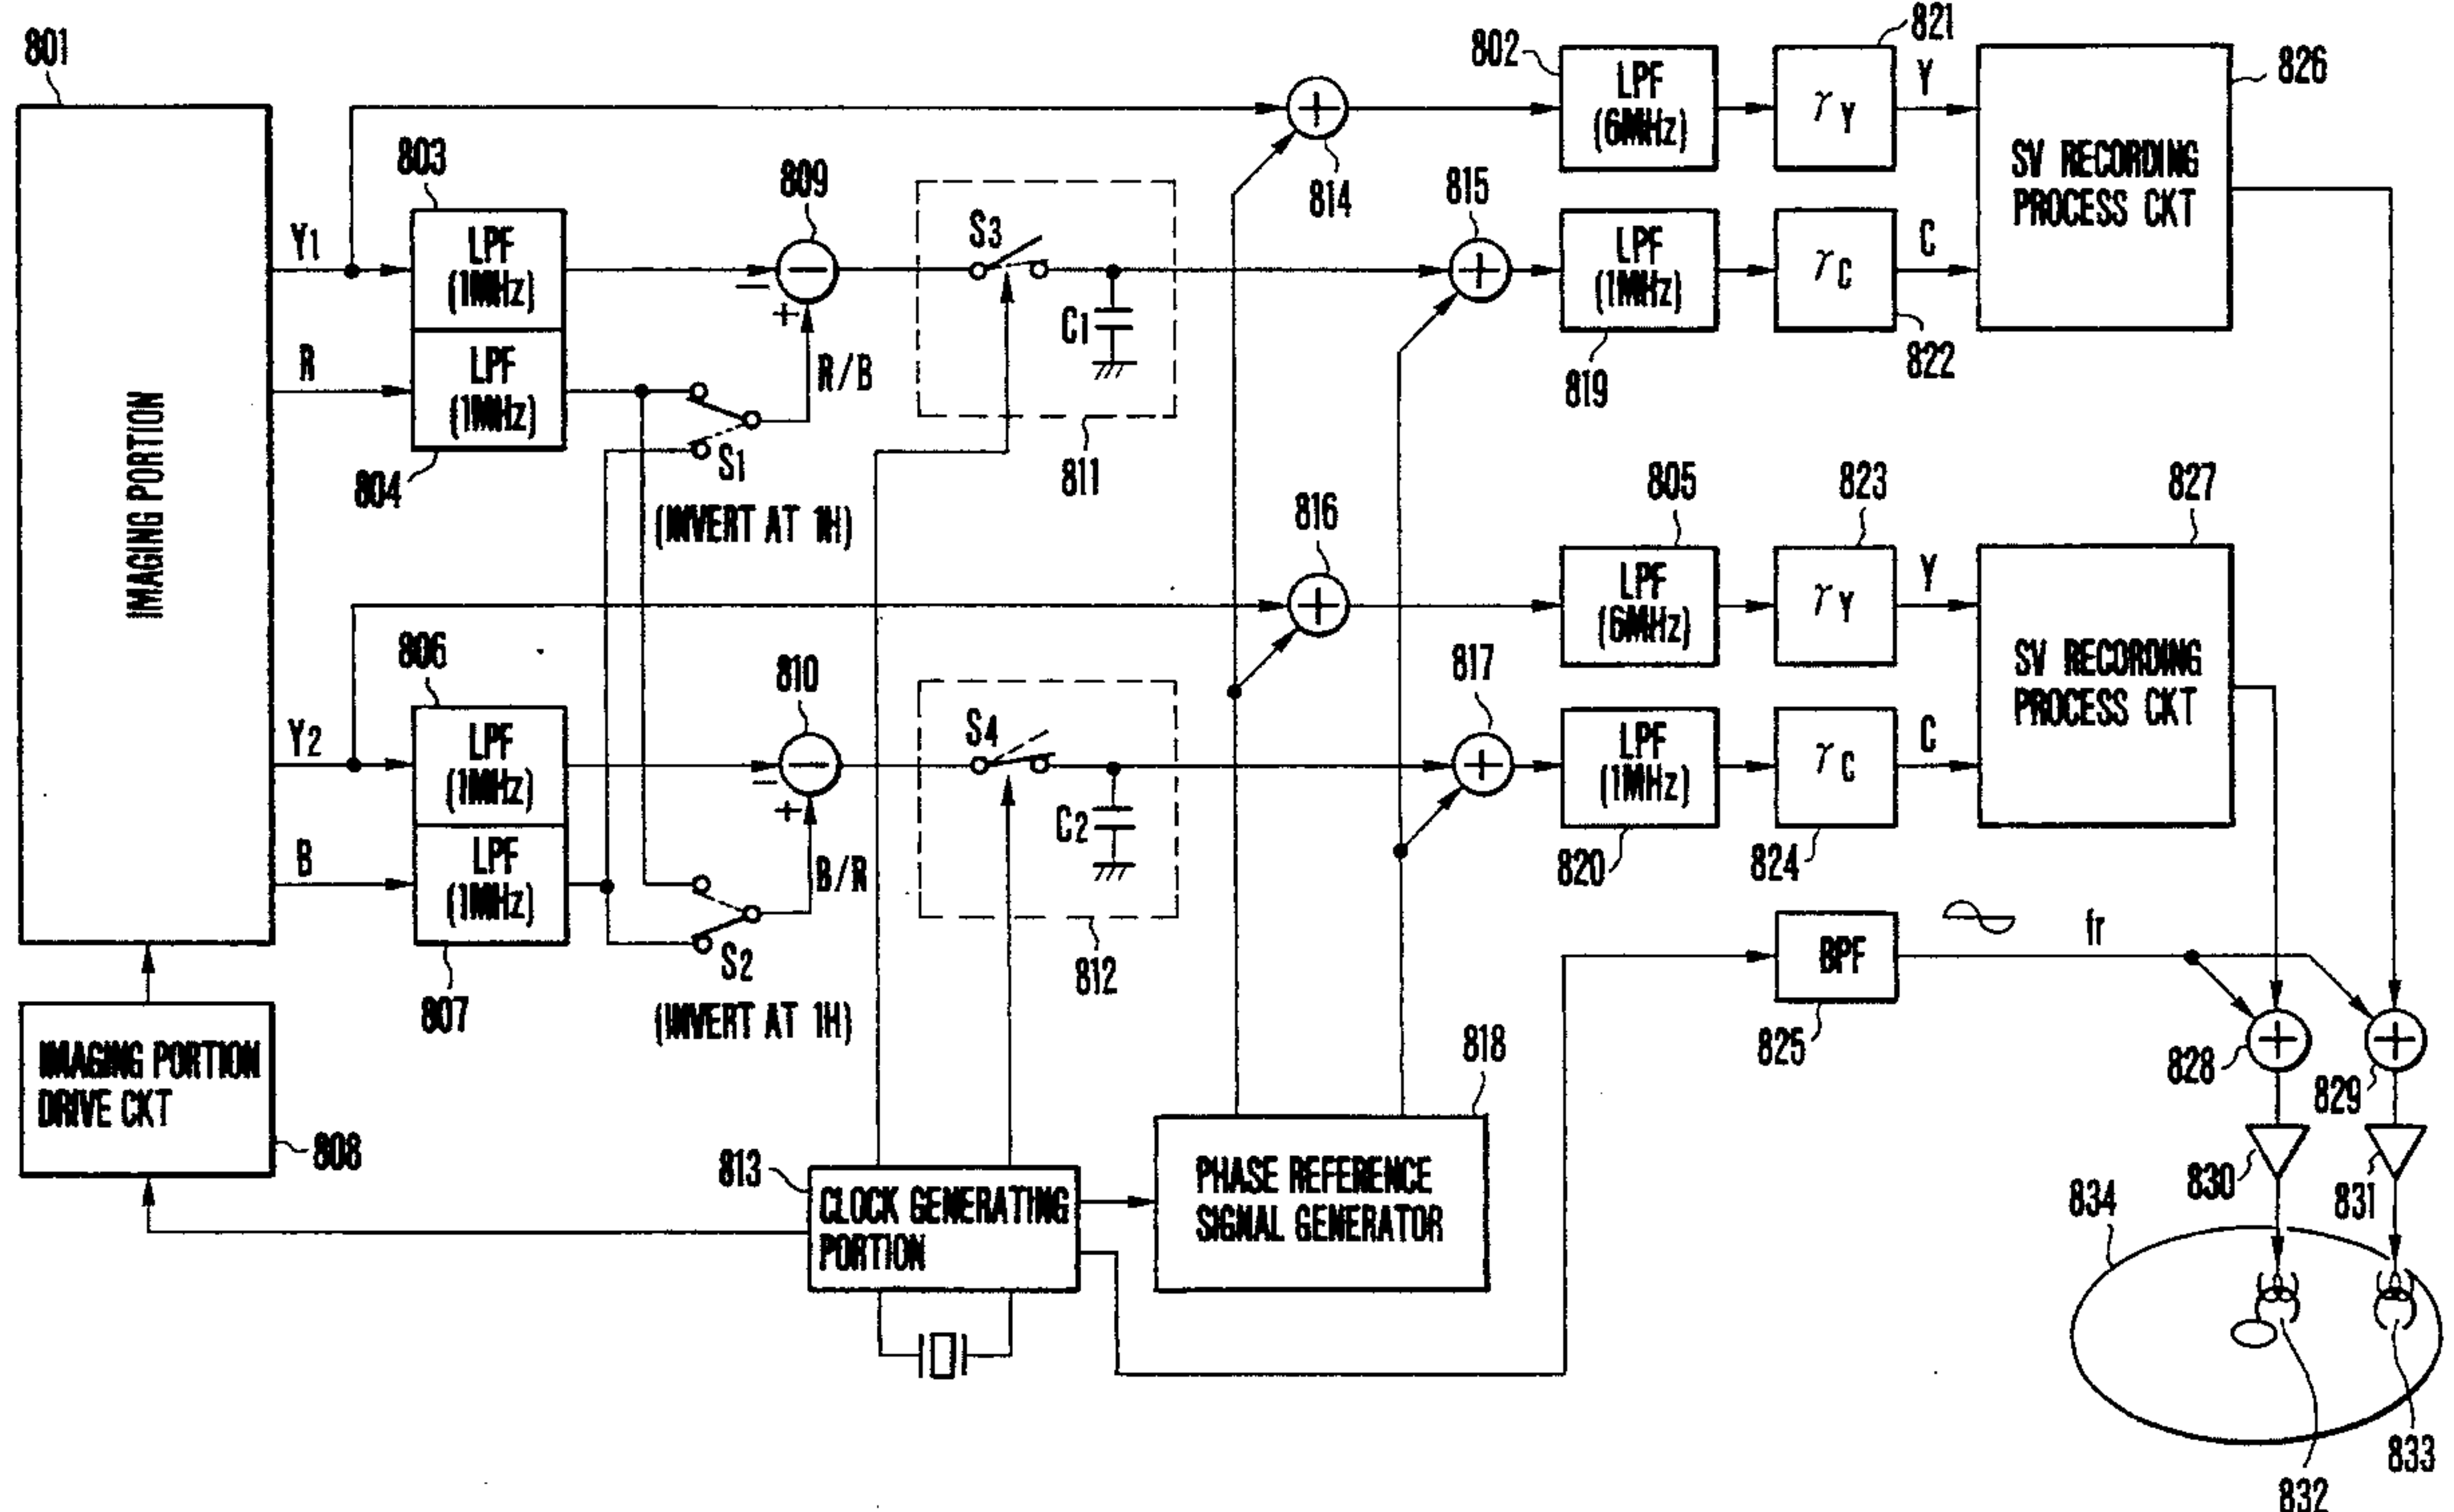 801
IMAGING PORTION
Y1
R
Y2
B
803
LPF
(1MHz)
LPF
(1MHz)
804
806
LPF
(1MHz)
LPF
(1MHz)
807
IMAGING PORTION
DRIVE CKT
808
S1
(INVERT AT 1H)
S2
(INVERT AT 1H)
809
−
−
+
R/B
810
−
−
+
B/R
S3
C1
811
S4
C2
812
813
CLOCK GENERATING
PORTION
818
PHASE REFERENCE
SIGNAL GENERATOR
+
814
815
+
816
+
817
+
802
LPF
(6MHz)
821
γY
Y
LPF
(1MHz)
819
γC
822
C
826
SV RECORDING
PROCESS CKT
805
LPF
(6MHz)
823
γY
Y
LPF
(1MHz)
820
γC
824
C
827
SV RECORDING
PROCESS CKT
BPF
825
fr
+
828
+
829
830
831
834
832
833